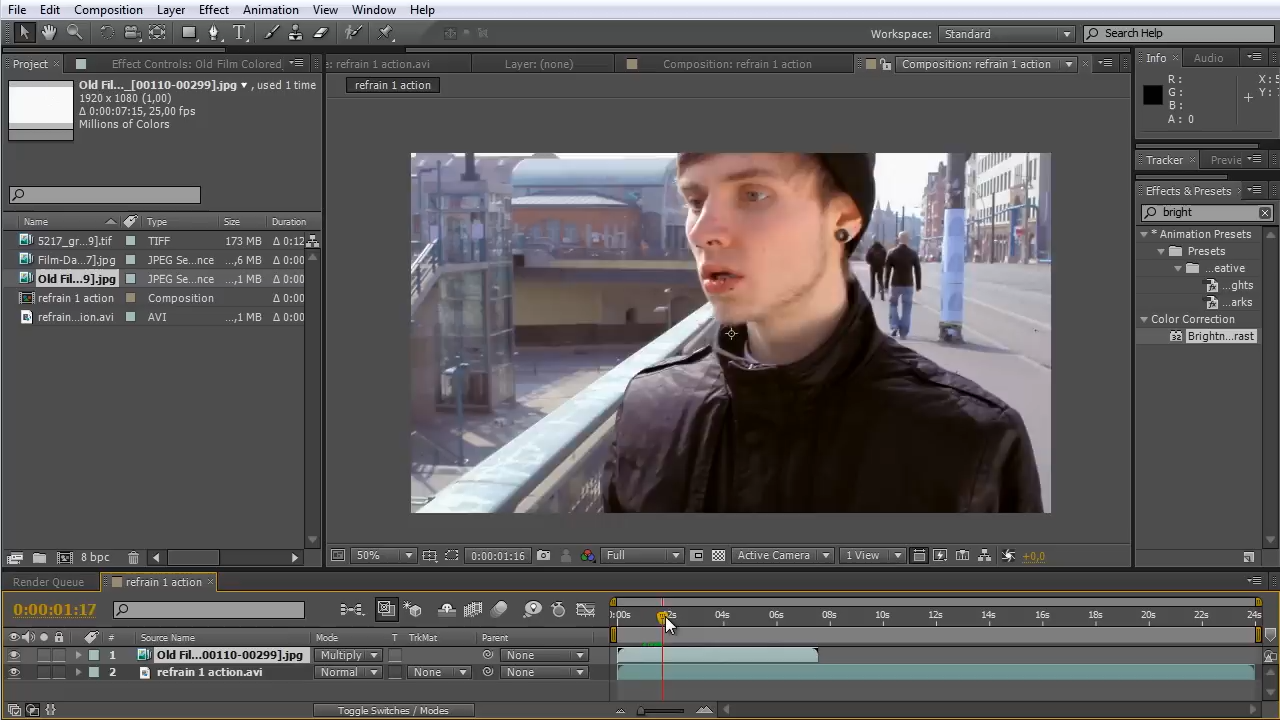 File Edit Composition Layer Effect Animation View Window Help
Workspace: Standard Search Help
Project Effect Controls: Old Film Colored, : refrain 1 action.avi Layer: (none) Composition: refrain 1 action Composition: refrain 1 action Info Audio
Old Fil..._[00110-00299].jpg , used 1 time
1920 x 1080 (1,00)
Δ 0:00:07:15, 25,00 fps
Millions of Colors
refrain 1 action
R :
G :
B :
A : 0
X : 5
Y : 7
Tracker Previe
Effects & Presets
bright
* Animation Presets
Presets
...eative
...ghts
...arks
Color Correction
Brightn...rast
Name Type Size Duration
5217_gr...9].tif TIFF 173 MB Δ 0:12
Film-Da...7].jpg JPEG Se...nce ...,6 MB Δ 0:00
Old Fil...9].jpg JPEG Se...nce ...,1 MB Δ 0:00
refrain 1 action Composition Δ 0:00
refrain...ion.avi AVI ...,1 MB Δ 0:00
8 bpc
50% 0:00:01:16 Full Active Camera 1 View +0,0
Render Queue refrain 1 action
0:00:01:17
:00s 02s 04s 06s 08s 10s 12s 14s 16s 18s 20s 22s 24s
# Source Name Mode T TrkMat Parent
1 Old Fil...00110-00299].jpg Multiply None
2 refrain 1 action.avi Normal None None
Toggle Switches / Modes